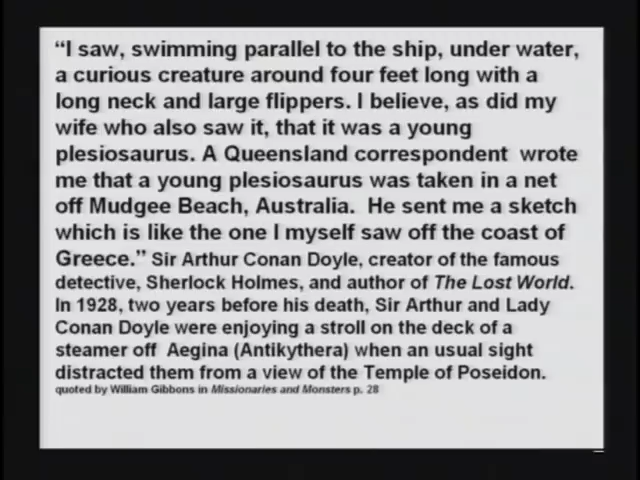 “I saw, swimming parallel to the ship, under water,
a curious creature around four feet long with a
long neck and large flippers. I believe, as did my
wife who also saw it, that it was a young
plesiosaurus. A Queensland correspondent wrote
me that a young plesiosaurus was taken in a net
off Mudgee Beach, Australia. He sent me a sketch
which is like the one I myself saw off the coast of
Greece.” Sir Arthur Conan Doyle, creator of the famous
detective, Sherlock Holmes, and author of The Lost World.
In 1928, two years before his death, Sir Arthur and Lady
Conan Doyle were enjoying a stroll on the deck of a
steamer off Aegina (Antikythera) when an usual sight
distracted them from a view of the Temple of Poseidon.
quoted by William Gibbons in Missionaries and Monsters p. 28